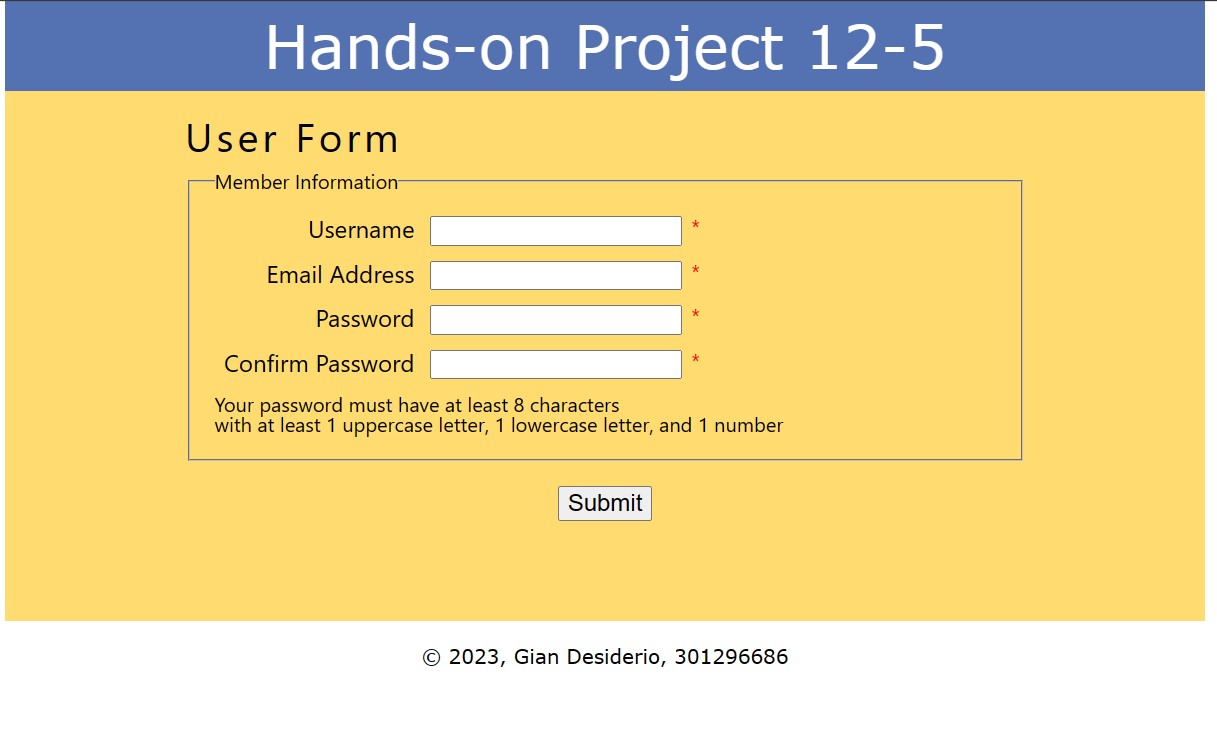 Hands-on Project 12-5
User Form
Member Information
Username *
Email Address *
Password *
Confirm Password *
Your password must have at least 8 characters
with at least 1 uppercase letter, 1 lowercase letter, and 1 number
Submit
© 2023, Gian Desiderio, 301296686